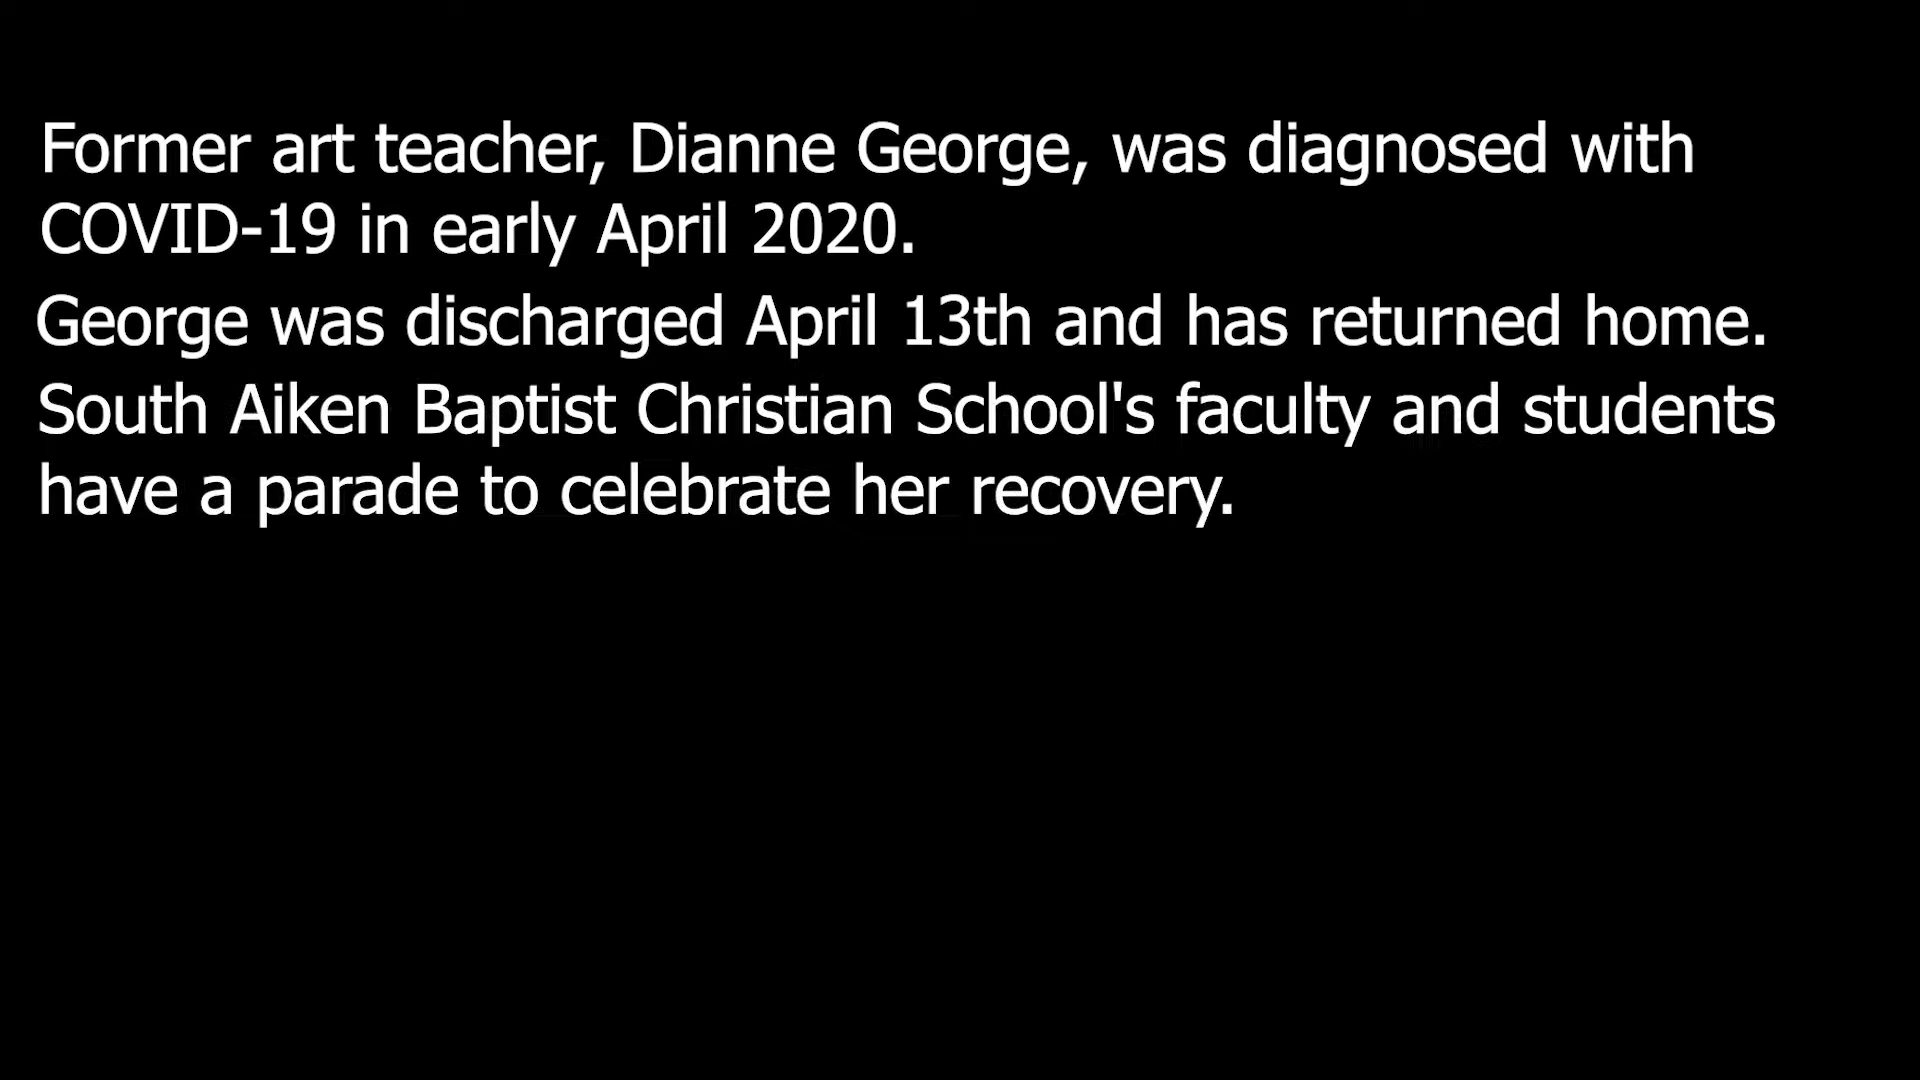 Former art teacher, Dianne George, was diagnosed with
COVID-19 in early April 2020.
George was discharged April 13th and has returned home.
South Aiken Baptist Christian School's faculty and students
have a parade to celebrate her recovery.